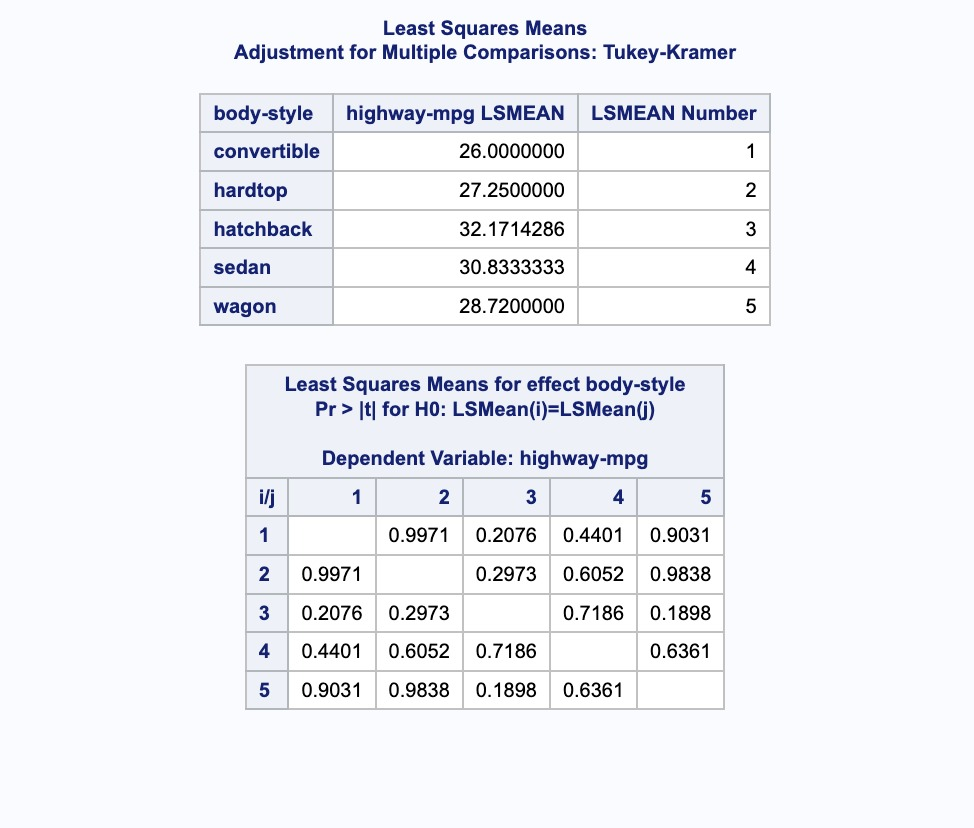 Least Squares Means
Adjustment for Multiple Comparisons: Tukey-Kramer
body-style highway-mpg LSMEAN LSMEAN Number
convertible 26.0000000 1
hardtop 27.2500000 2
hatchback 32.1714286 3
sedan 30.8333333 4
wagon 28.7200000 5
Least Squares Means for effect body-style
Pr > |t| for H0: LSMean(i)=LSMean(j)
Dependent Variable: highway-mpg
i/j 1 2 3 4 5
1 0.9971 0.2076 0.4401 0.9031
2 0.9971 0.2973 0.6052 0.9838
3 0.2076 0.2973 0.7186 0.1898
4 0.4401 0.6052 0.7186 0.6361
5 0.9031 0.9838 0.1898 0.6361